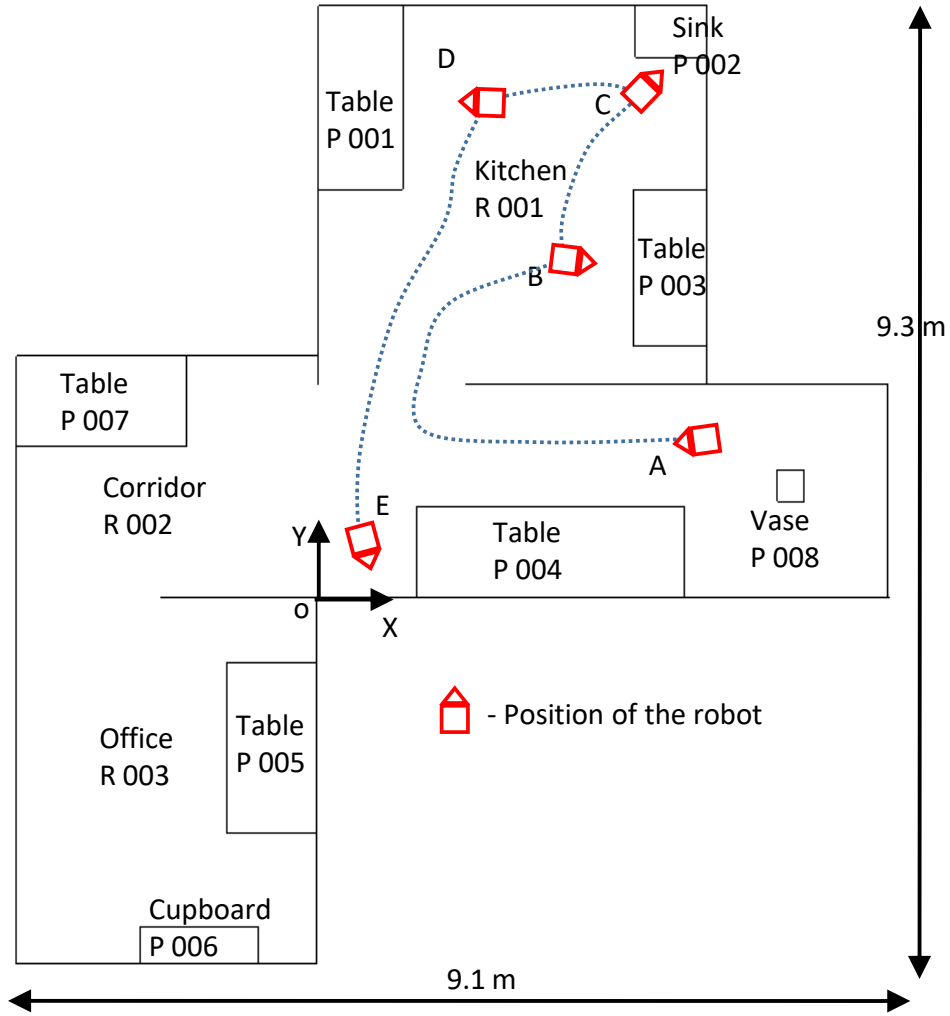 Sink
P 002
D
Table
P 001
C
Kitchen
R 001
Table
P 003
B
9.3 m
Table
P 007
A
Corridor
R 002
E
Y
Table
P 004
Vase
P 008
o
X
- Position of the robot
Office
R 003
Table
P 005
Cupboard
P 006
9.1 m